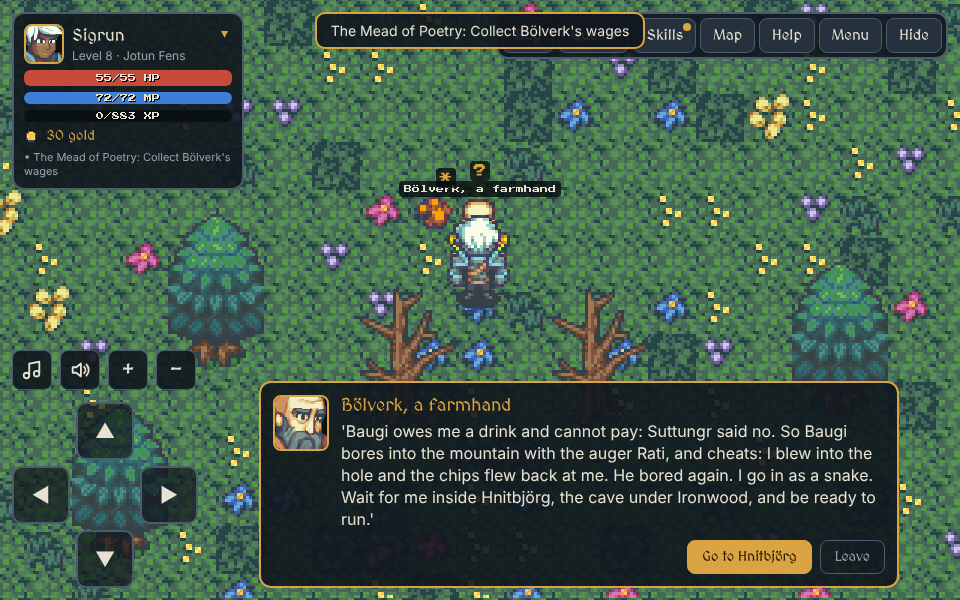 Sigrun
Level 8 · Jotun Fens
55/55 HP
72/72 MP
0/883 XP
30 gold
• The Mead of Poetry: Collect Bölverk's
wages
The Mead of Poetry: Collect Bölverk's wages
Skills
Map
Help
Menu
Hide
?
Bölverk, a farmhand
Bölverk, a farmhand
'Baugi owes me a drink and cannot pay: Suttungr said no. So Baugi
bores into the mountain with the auger Rati, and cheats: I blew into the
hole and the chips flew back at me. He bored again. I go in as a snake.
Wait for me inside Hnitbjörg, the cave under Ironwood, and be ready to
run.'
Go to Hnitbjörg
Leave